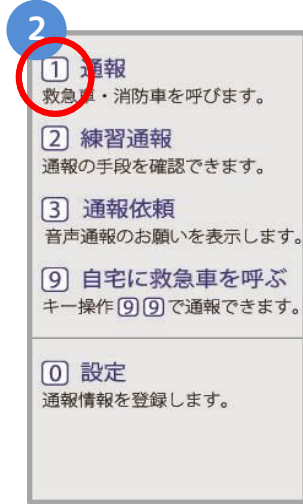 2
1 通報
救急車・消防車を呼びます。
2 練習通報
通報の手段を確認できます。
3 通報依頼
音声通報のお願いを表示します。
9 自宅に救急車を呼ぶ
キー操作99で通報できます。
0 設定
通報情報を登録します。